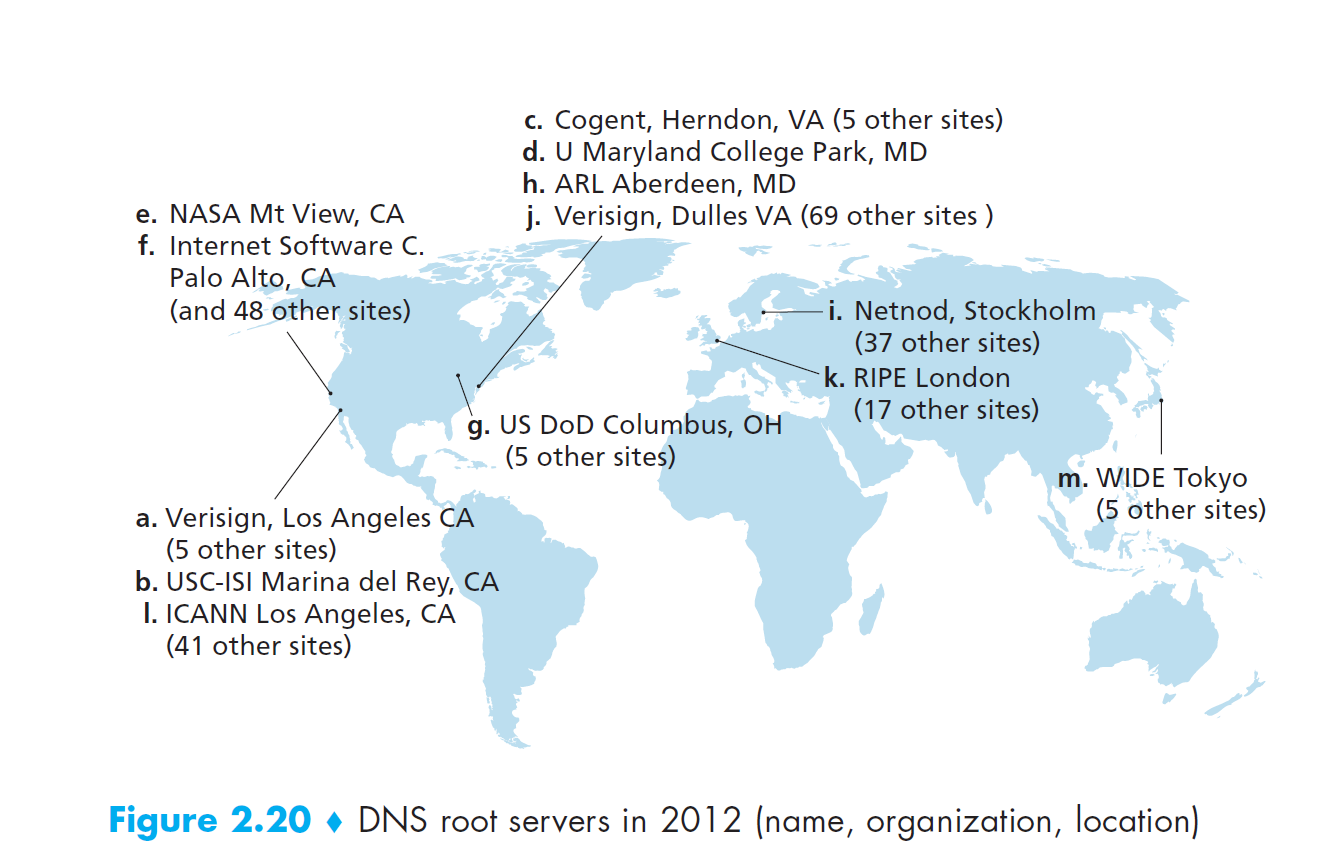 c. Cogent, Herndon, VA (5 other sites)
d. U Maryland College Park, MD
h. ARL Aberdeen, MD
j. Verisign, Dulles VA (69 other sites )
e. NASA Mt View, CA
f. Internet Software C.
Palo Alto, CA
(and 48 other sites)
i. Netnod, Stockholm
(37 other sites)
k. RIPE London
(17 other sites)
g. US DoD Columbus, OH
(5 other sites)
m. WIDE Tokyo
(5 other sites)
a. Verisign, Los Angeles CA
(5 other sites)
b. USC-ISI Marina del Rey, CA
l. ICANN Los Angeles, CA
(41 other sites)
Figure 2.20 ♦ DNS root servers in 2012 (name, organization, location)